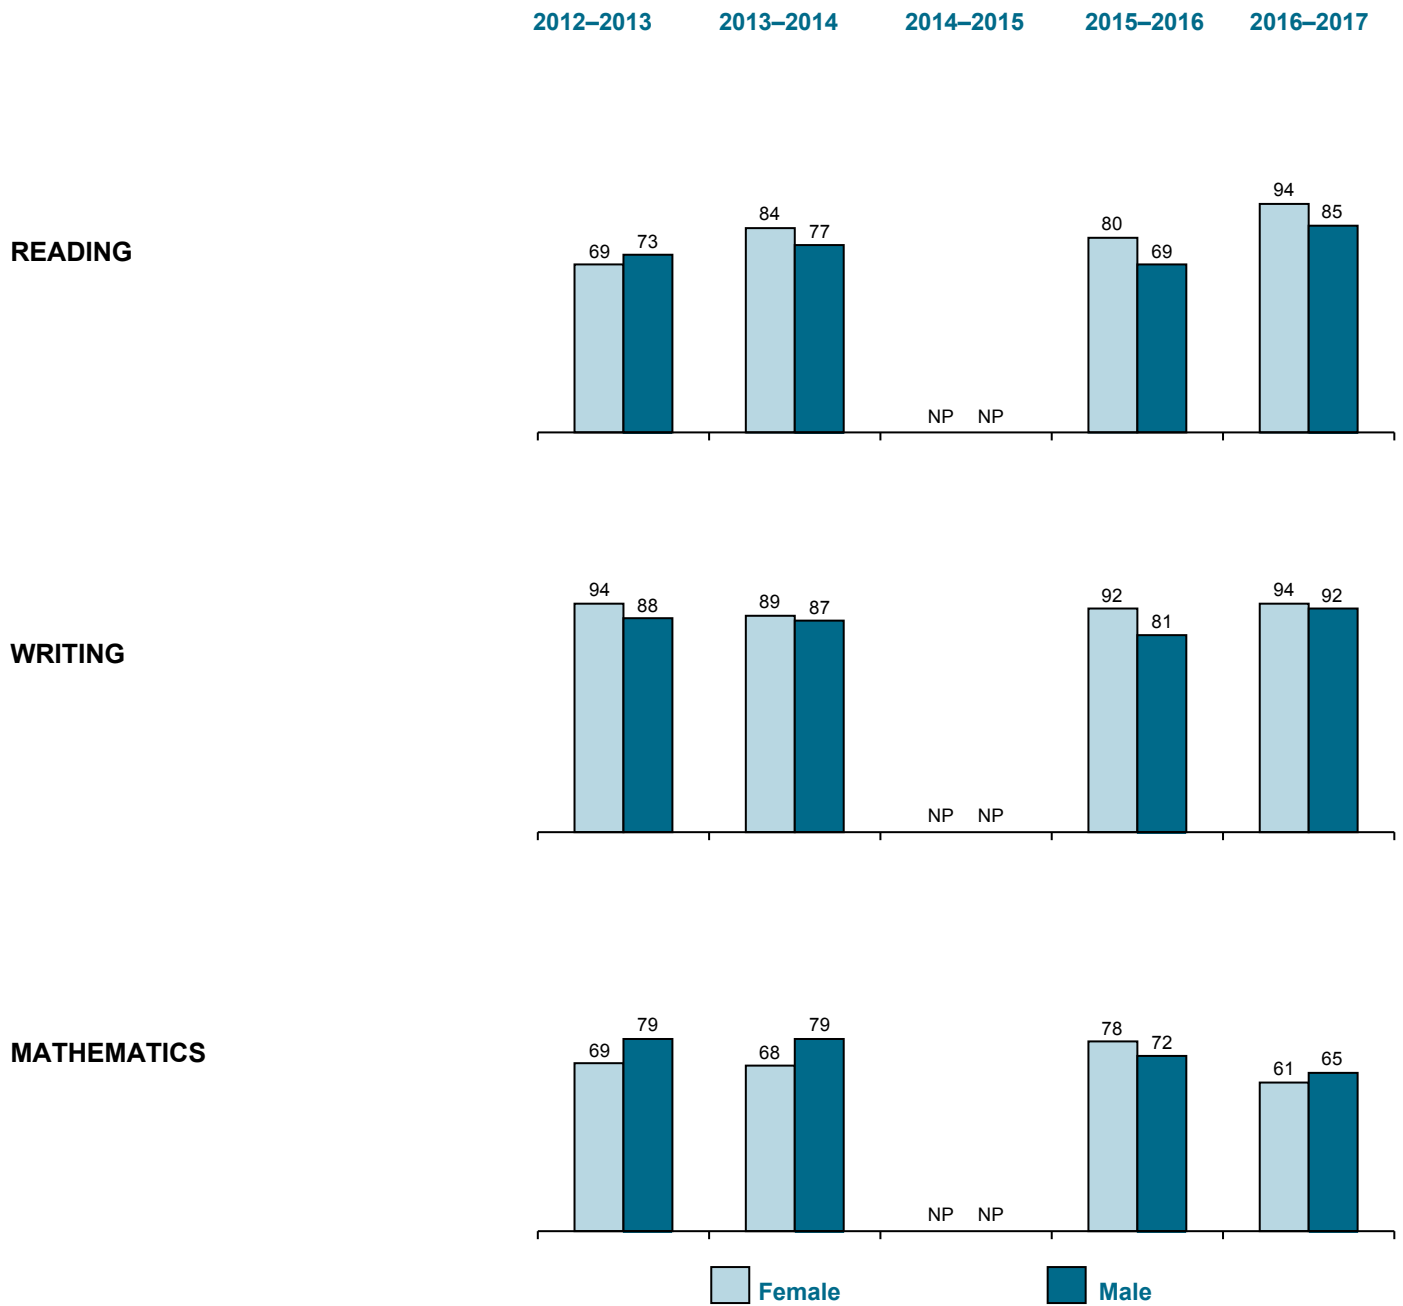 2012–2013 2013–2014 2014–2015 2015–2016 2016–2017
READING
69 73 84 77 NP NP 80 69 94 85
WRITING
94 88 89 87 NP NP 92 81 94 92
MATHEMATICS
69 79 68 79 NP NP 78 72 61 65
Female Male